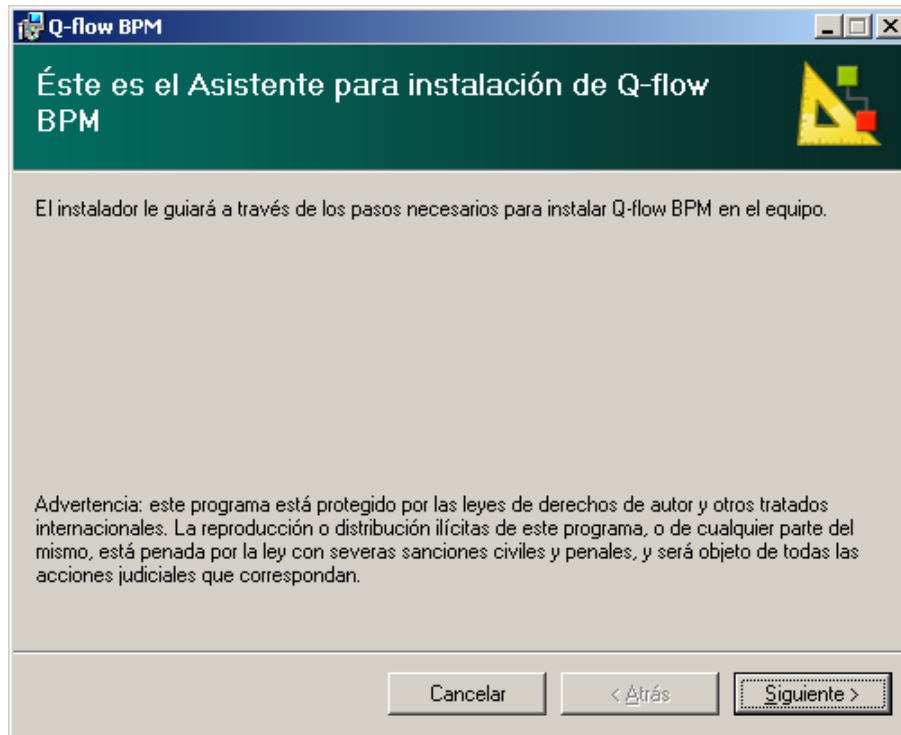 Q-flow BPM
Éste es el Asistente para instalación de Q-flow
BPM
El instalador le guiará a través de los pasos necesarios para instalar Q-flow BPM en el equipo.
Advertencia: este programa está protegido por las leyes de derechos de autor y otros tratados
internacionales. La reproducción o distribución ilícitas de este programa, o de cualquier parte del
mismo, está penada por la ley con severas sanciones civiles y penales, y será objeto de todas las
acciones judiciales que correspondan.
Cancelar
< Atrás
Siguiente >